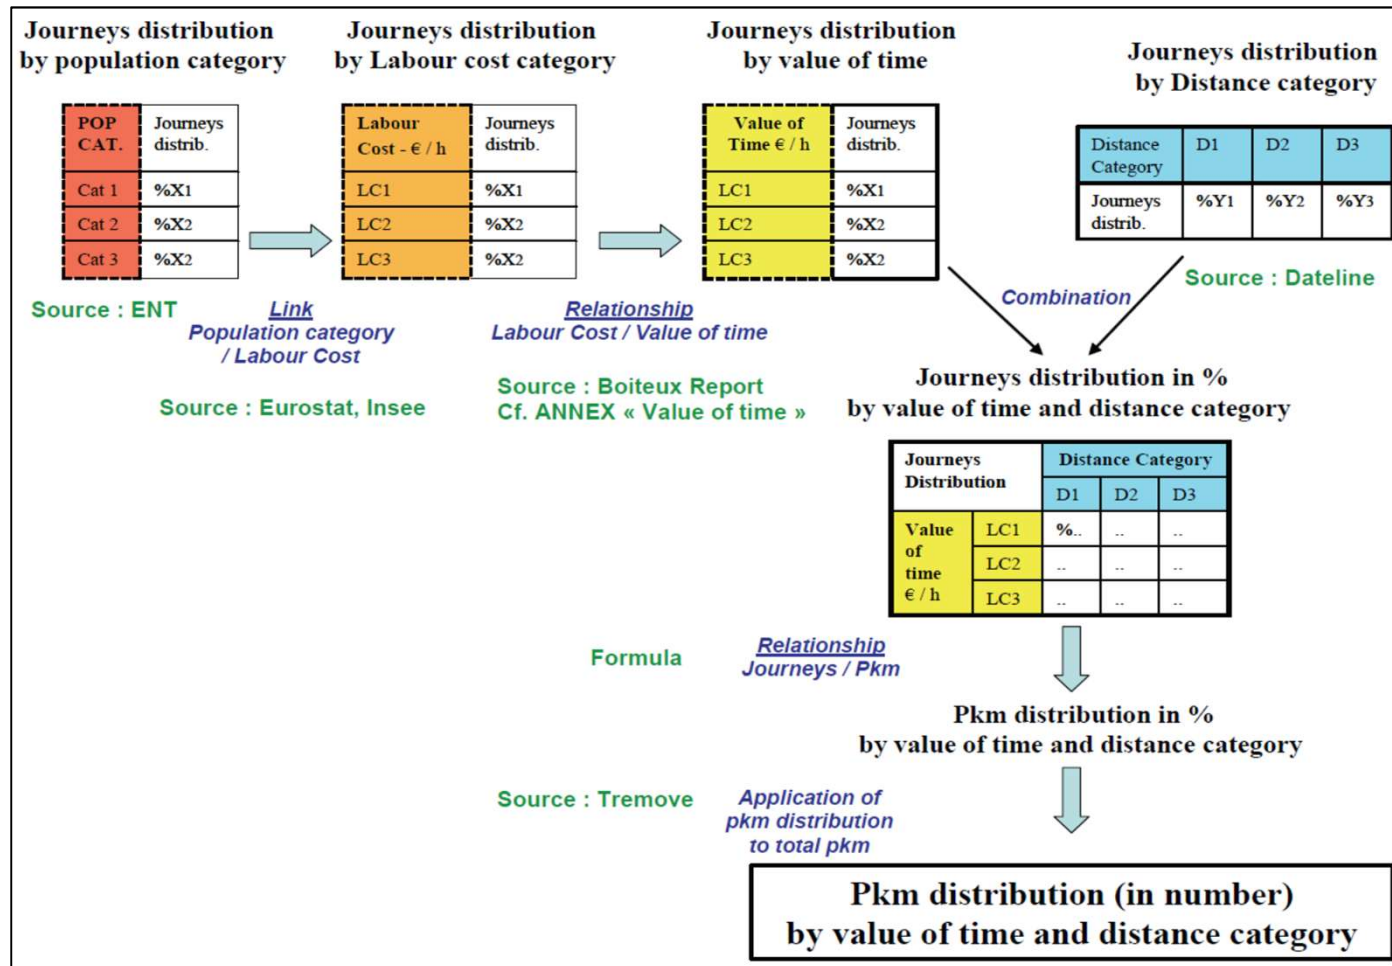 Journeys distribution
by population category
Journeys distribution
by Labour cost category
Journeys distribution
by value of time
Journeys distribution
by Distance category
POP
CAT.
Journeys
distrib.
Cat 1
%X1
Cat 2
%X2
Cat 3
%X2
Labour
Cost - € / h
Journeys
distrib.
LC1
%X1
LC2
%X2
LC3
%X2
Value of
Time € / h
Journeys
distrib.
LC1
%X1
LC2
%X2
LC3
%X2
Distance
Category
D1
D2
D3
Journeys
distrib.
%Y1
%Y2
%Y3
Source : ENT
Link
Population category
/ Labour Cost
Source : Eurostat, Insee
Relationship
Labour Cost / Value of time
Source : Boiteux Report
Cf. ANNEX « Value of time »
Combination
Source : Dateline
Journeys distribution in %
by value of time and distance category
Journeys
Distribution
Distance Category
D1
D2
D3
Value
of
time
€ / h
LC1
%..
..
..
LC2
..
..
..
LC3
..
..
..
Formula
Relationship
Journeys / Pkm
Pkm distribution in %
by value of time and distance category
Source : Tremove
Application of
pkm distribution
to total pkm
Pkm distribution (in number)
by value of time and distance category